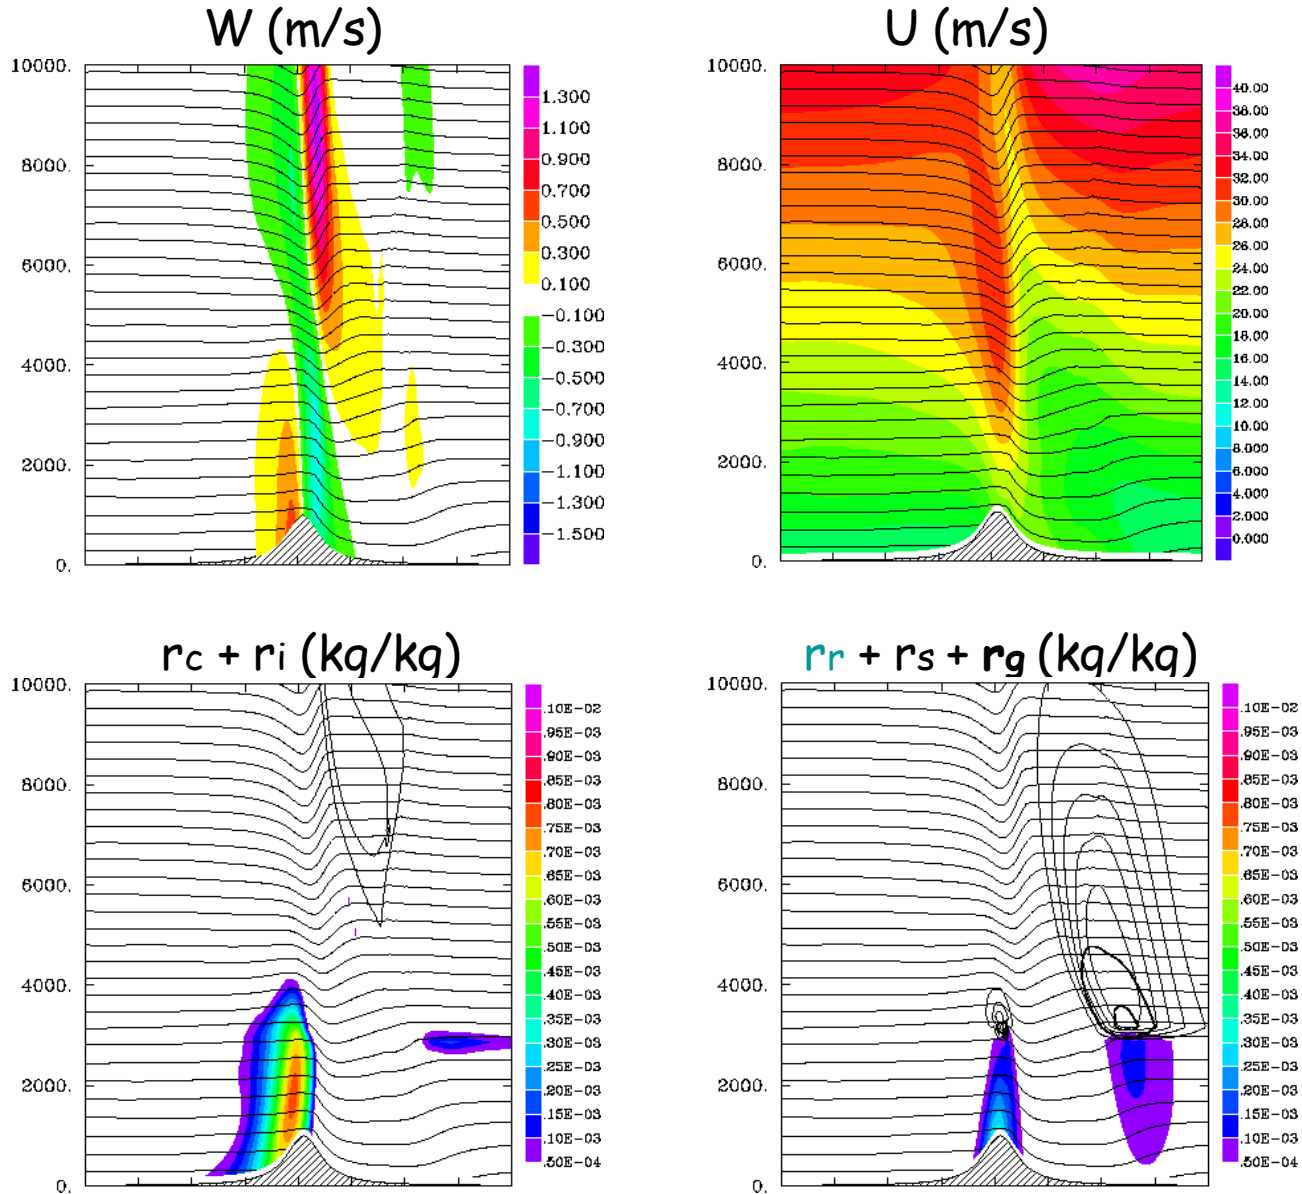 W (m/s)
U (m/s)
10000.
8000.
6000.
4000.
2000.
0.
1.300
1.100
0.900
0.700
0.500
0.300
0.100
−0.100
−0.300
−0.500
−0.700
−0.900
−1.100
−1.300
−1.500
10000.
8000.
6000.
4000.
2000.
0.
40.00
38.00
36.00
34.00
32.00
30.00
28.00
26.00
24.00
22.00
20.00
18.00
16.00
14.00
12.00
10.00
8.000
6.000
4.000
2.000
0.000
rc + ri (kg/kg)
rr + rs + rg (kg/kg)
10000.
8000.
6000.
4000.
2000.
0.
.10E−02
.95E−03
.90E−03
.85E−03
.80E−03
.75E−03
.70E−03
.65E−03
.60E−03
.55E−03
.50E−03
.45E−03
.40E−03
.35E−03
.30E−03
.25E−03
.20E−03
.15E−03
.10E−03
.50E−04
10000.
8000.
6000.
4000.
2000.
0.
.10E−02
.95E−03
.90E−03
.85E−03
.80E−03
.75E−03
.70E−03
.65E−03
.60E−03
.55E−03
.50E−03
.45E−03
.40E−03
.35E−03
.30E−03
.25E−03
.20E−03
.15E−03
.10E−03
.50E−04